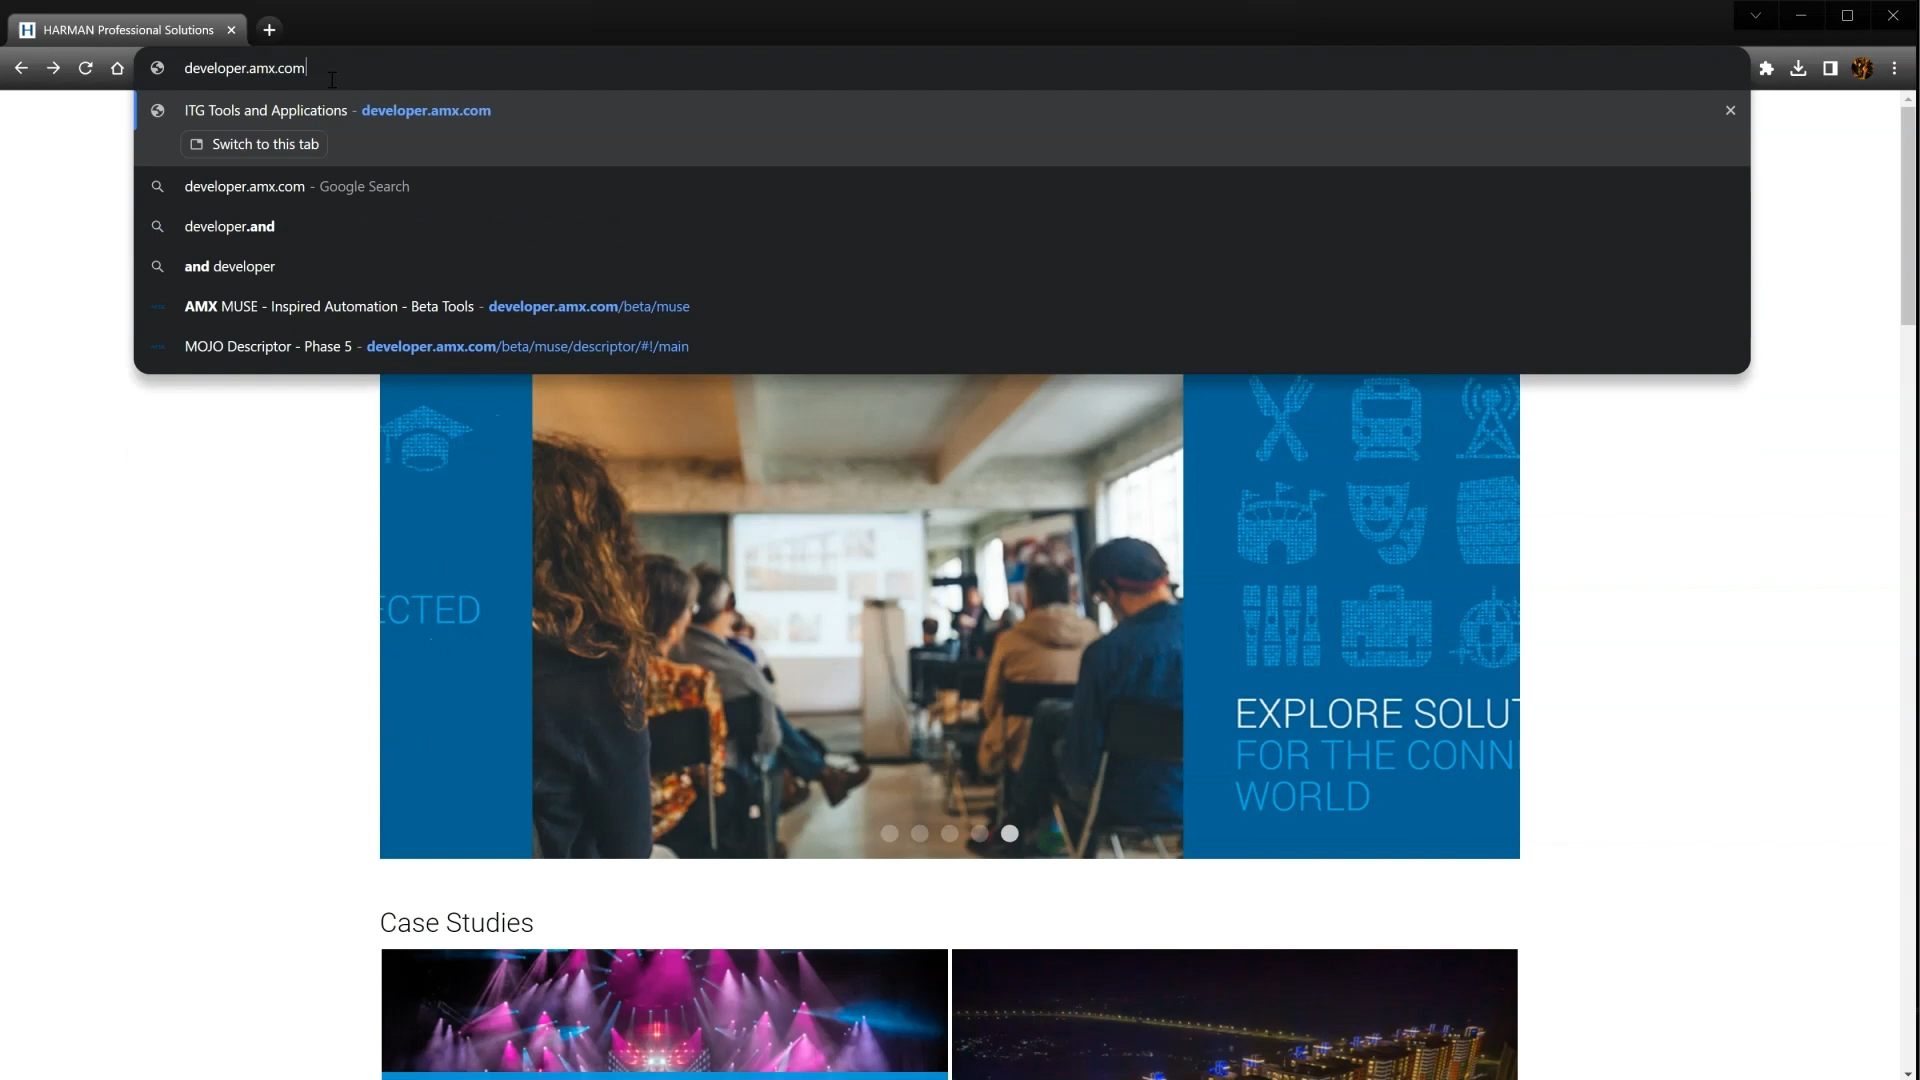 HARMAN Professional Solutions
developer.amx.com
ITG Tools and Applications - developer.amx.com
Switch to this tab
developer.amx.com - Google Search
developer.and
and developer
AMX MUSE - Inspired Automation - Beta Tools - developer.amx.com/beta/muse
MOJO Descriptor - Phase 5 - developer.amx.com/beta/muse/descriptor/#!/main
ECTED
EXPLORE SOLUT
FOR THE CONN
WORLD
Case Studies